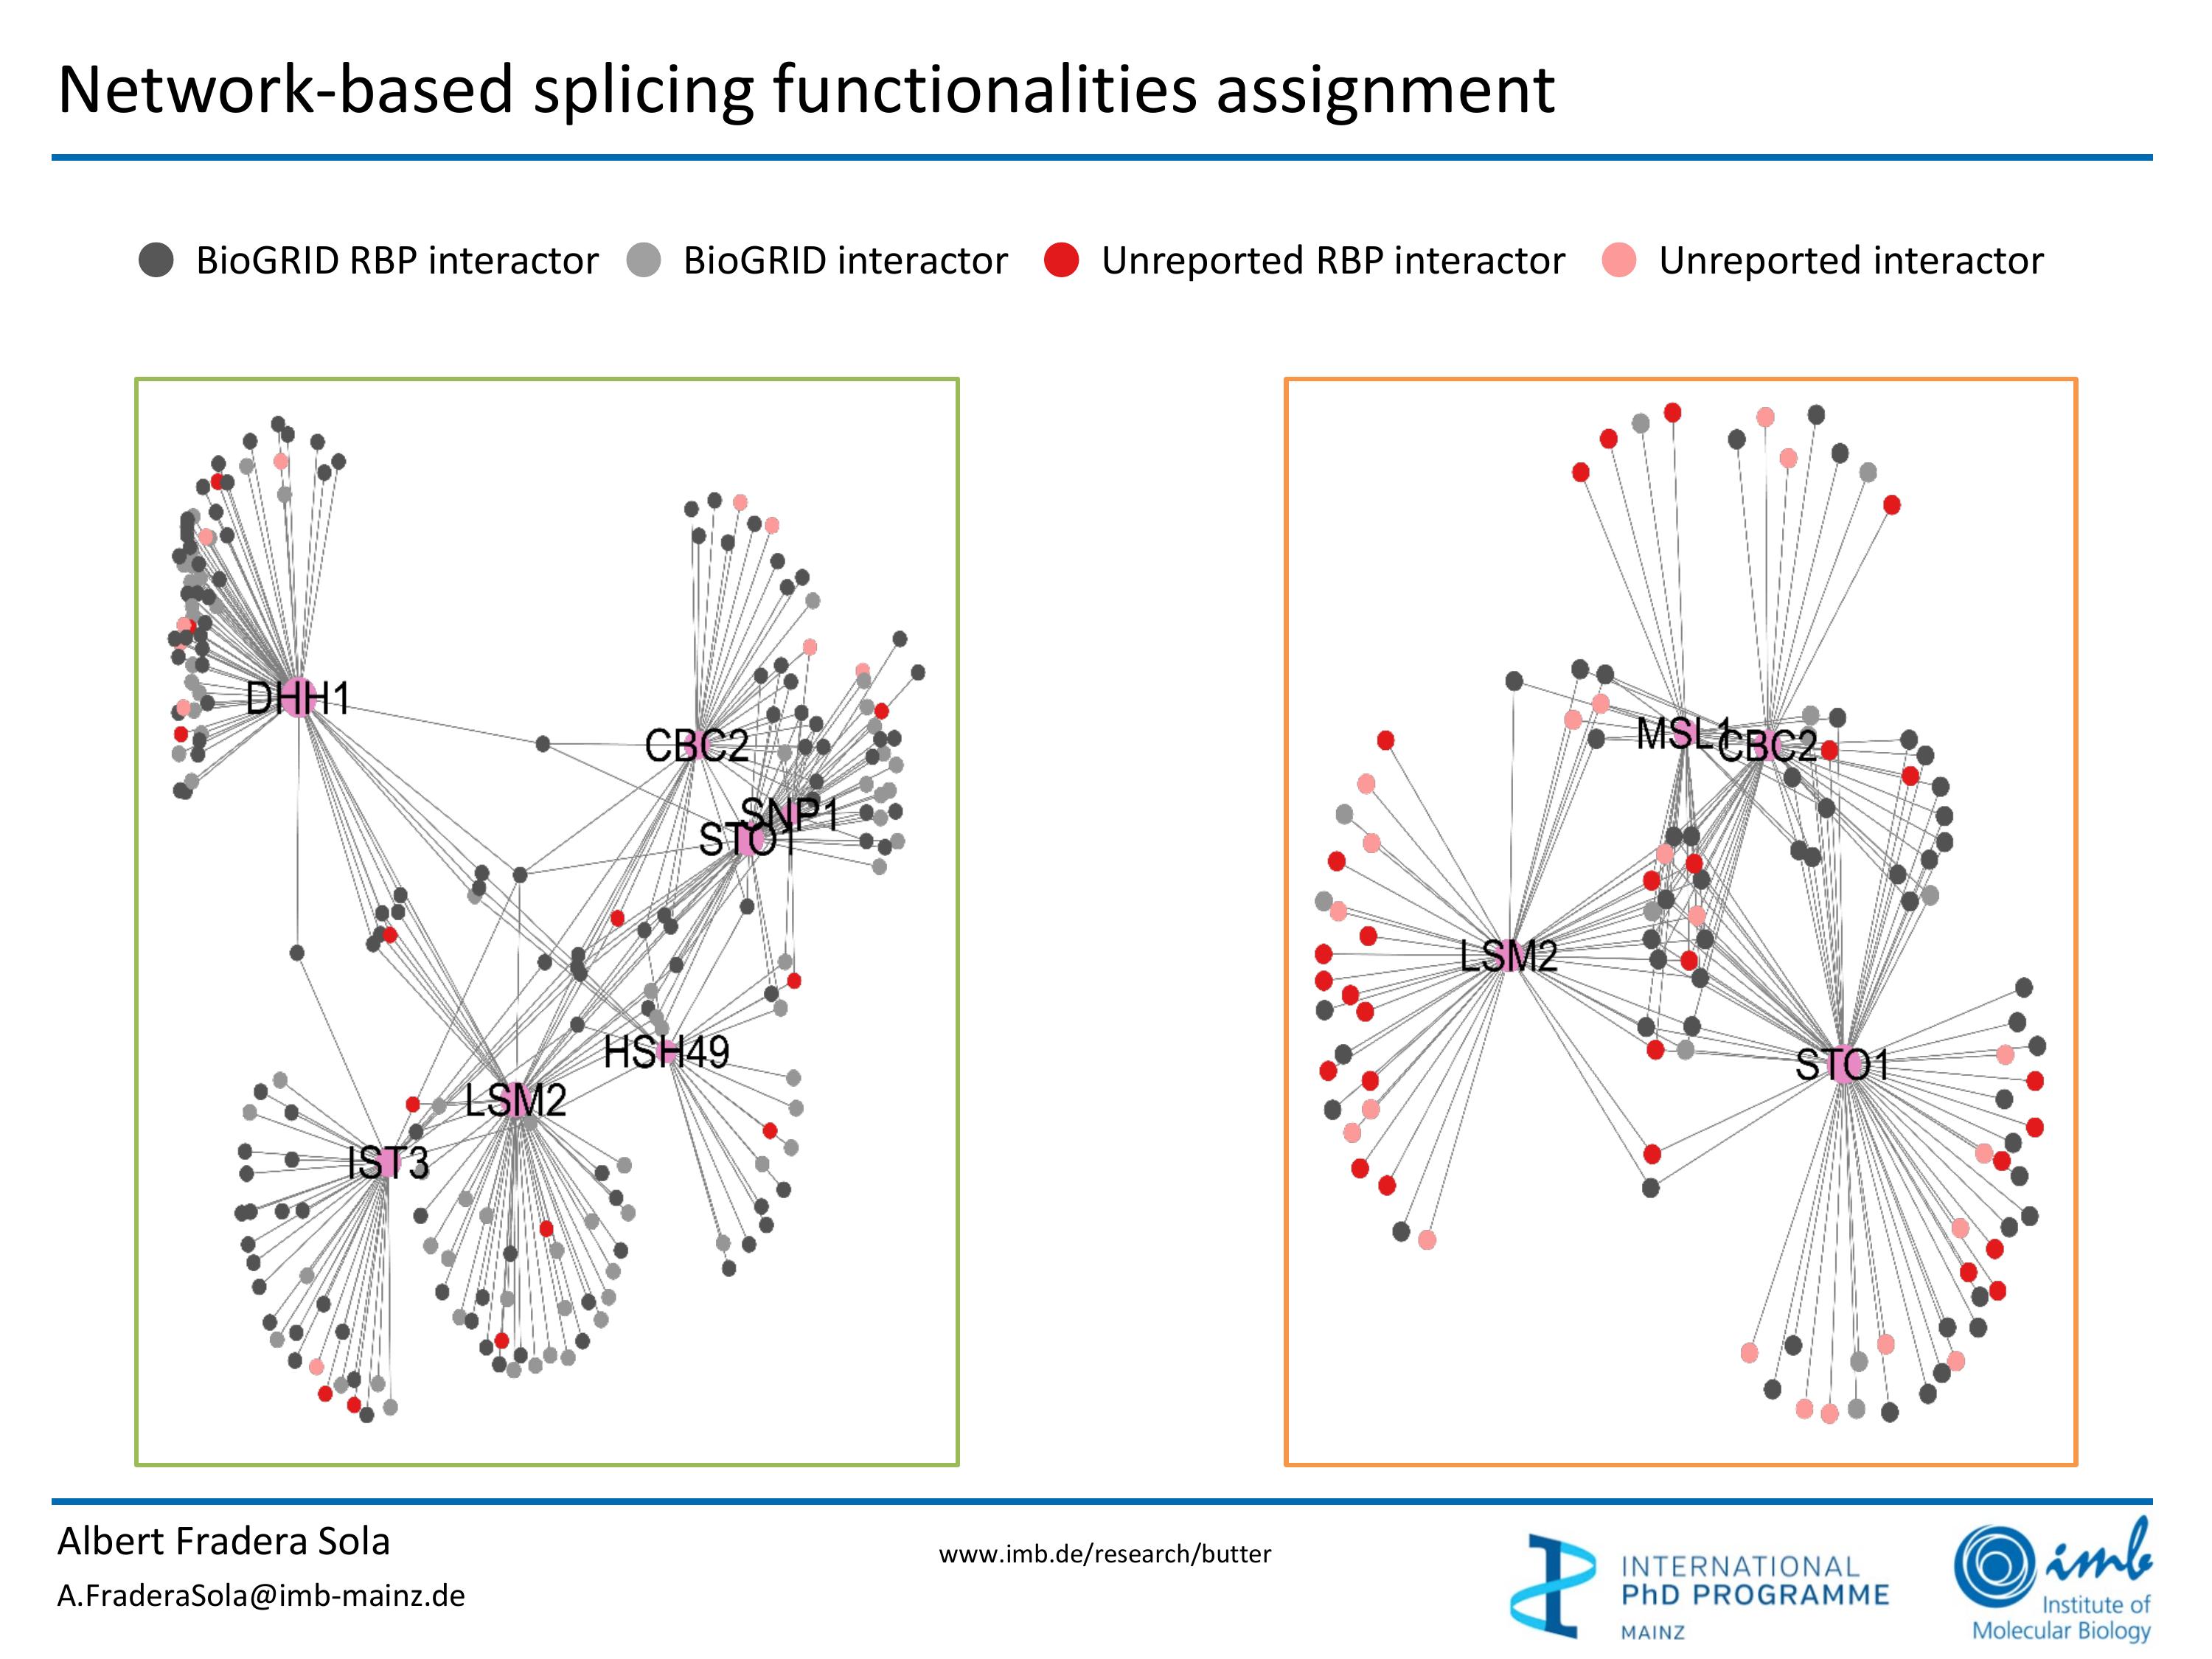 Network-based splicing functionalities assignment
BioGRID RBP interactor BioGRID interactor Unreported RBP interactor Unreported interactor
DHH1
CBC2
SNP1
STO1
HSH49
LSM2
IST3
MSL1
CBC2
LSM2
STO1
Albert Fradera Sola
A.FraderaSola@imb-mainz.de
www.imb.de/research/butter
INTERNATIONAL
PhD PROGRAMME
MAINZ
imb
Institute of
Molecular Biology